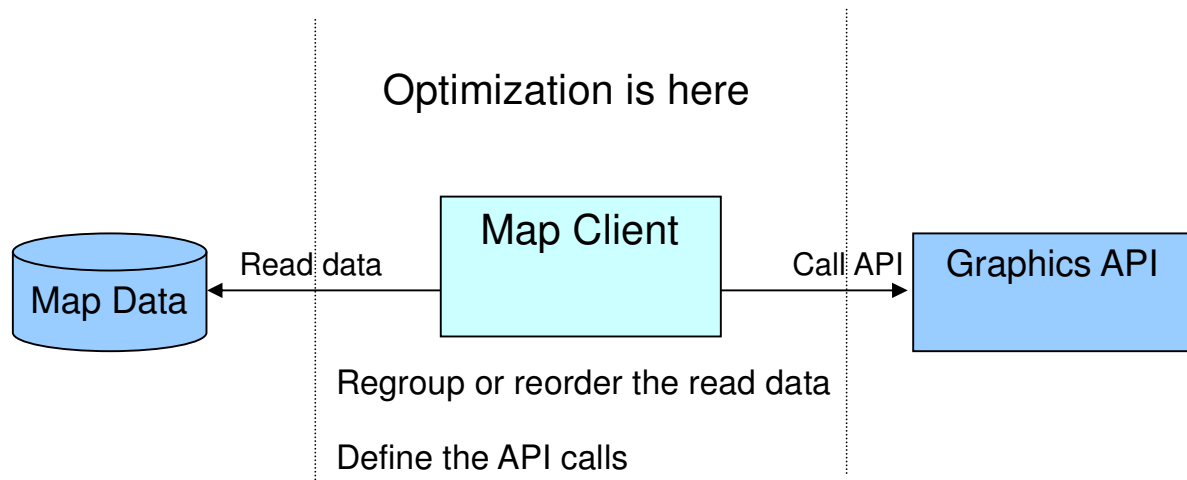 Optimization is here
Map Client
Read data
Call API
Graphics API
Map Data
Regroup or reorder the read data
Define the API calls